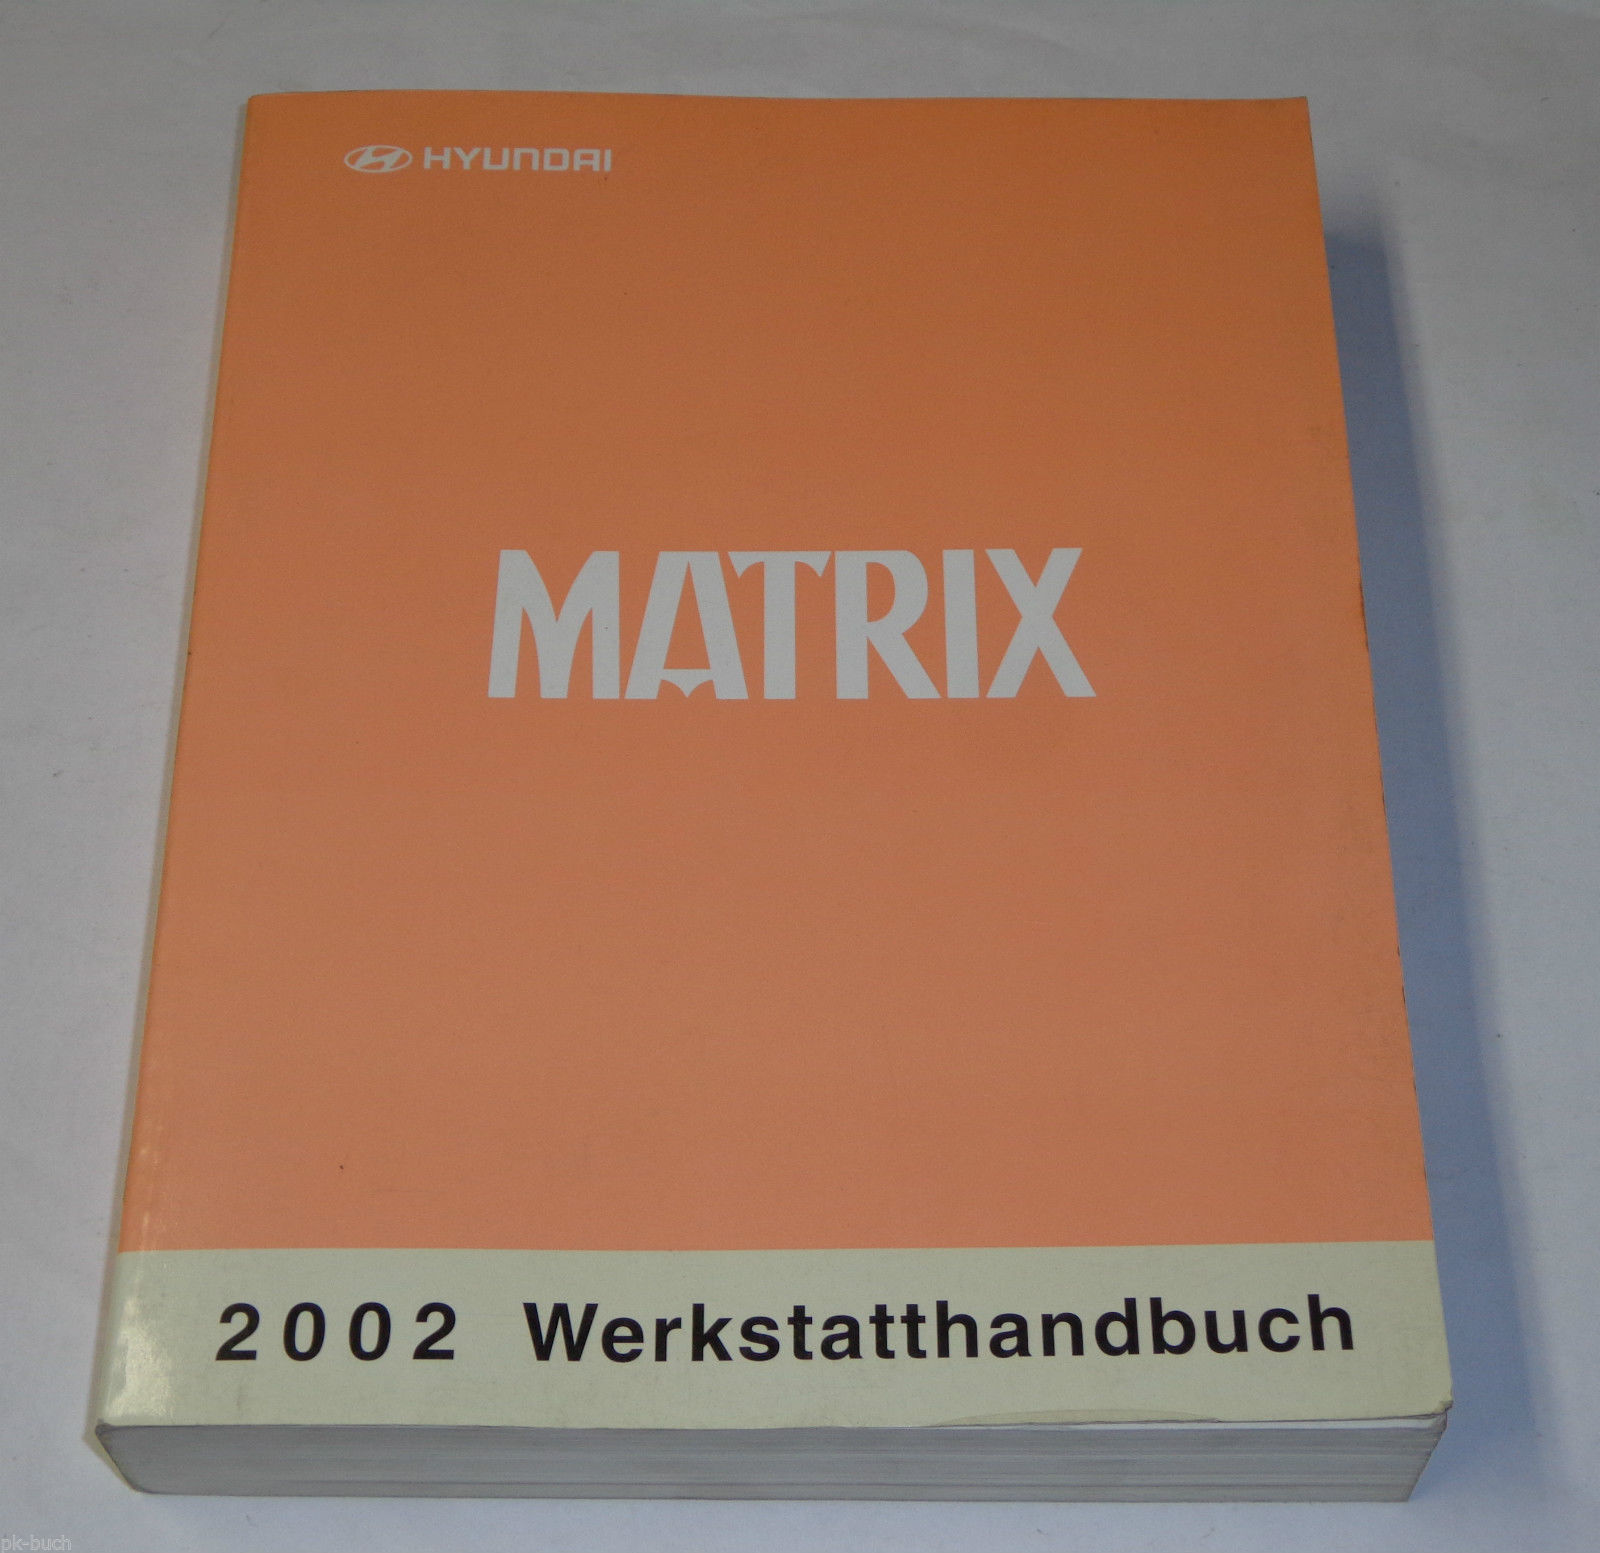 HYUNDAI
MATRIX
2002 Werkstatthandbuch
pk-buch